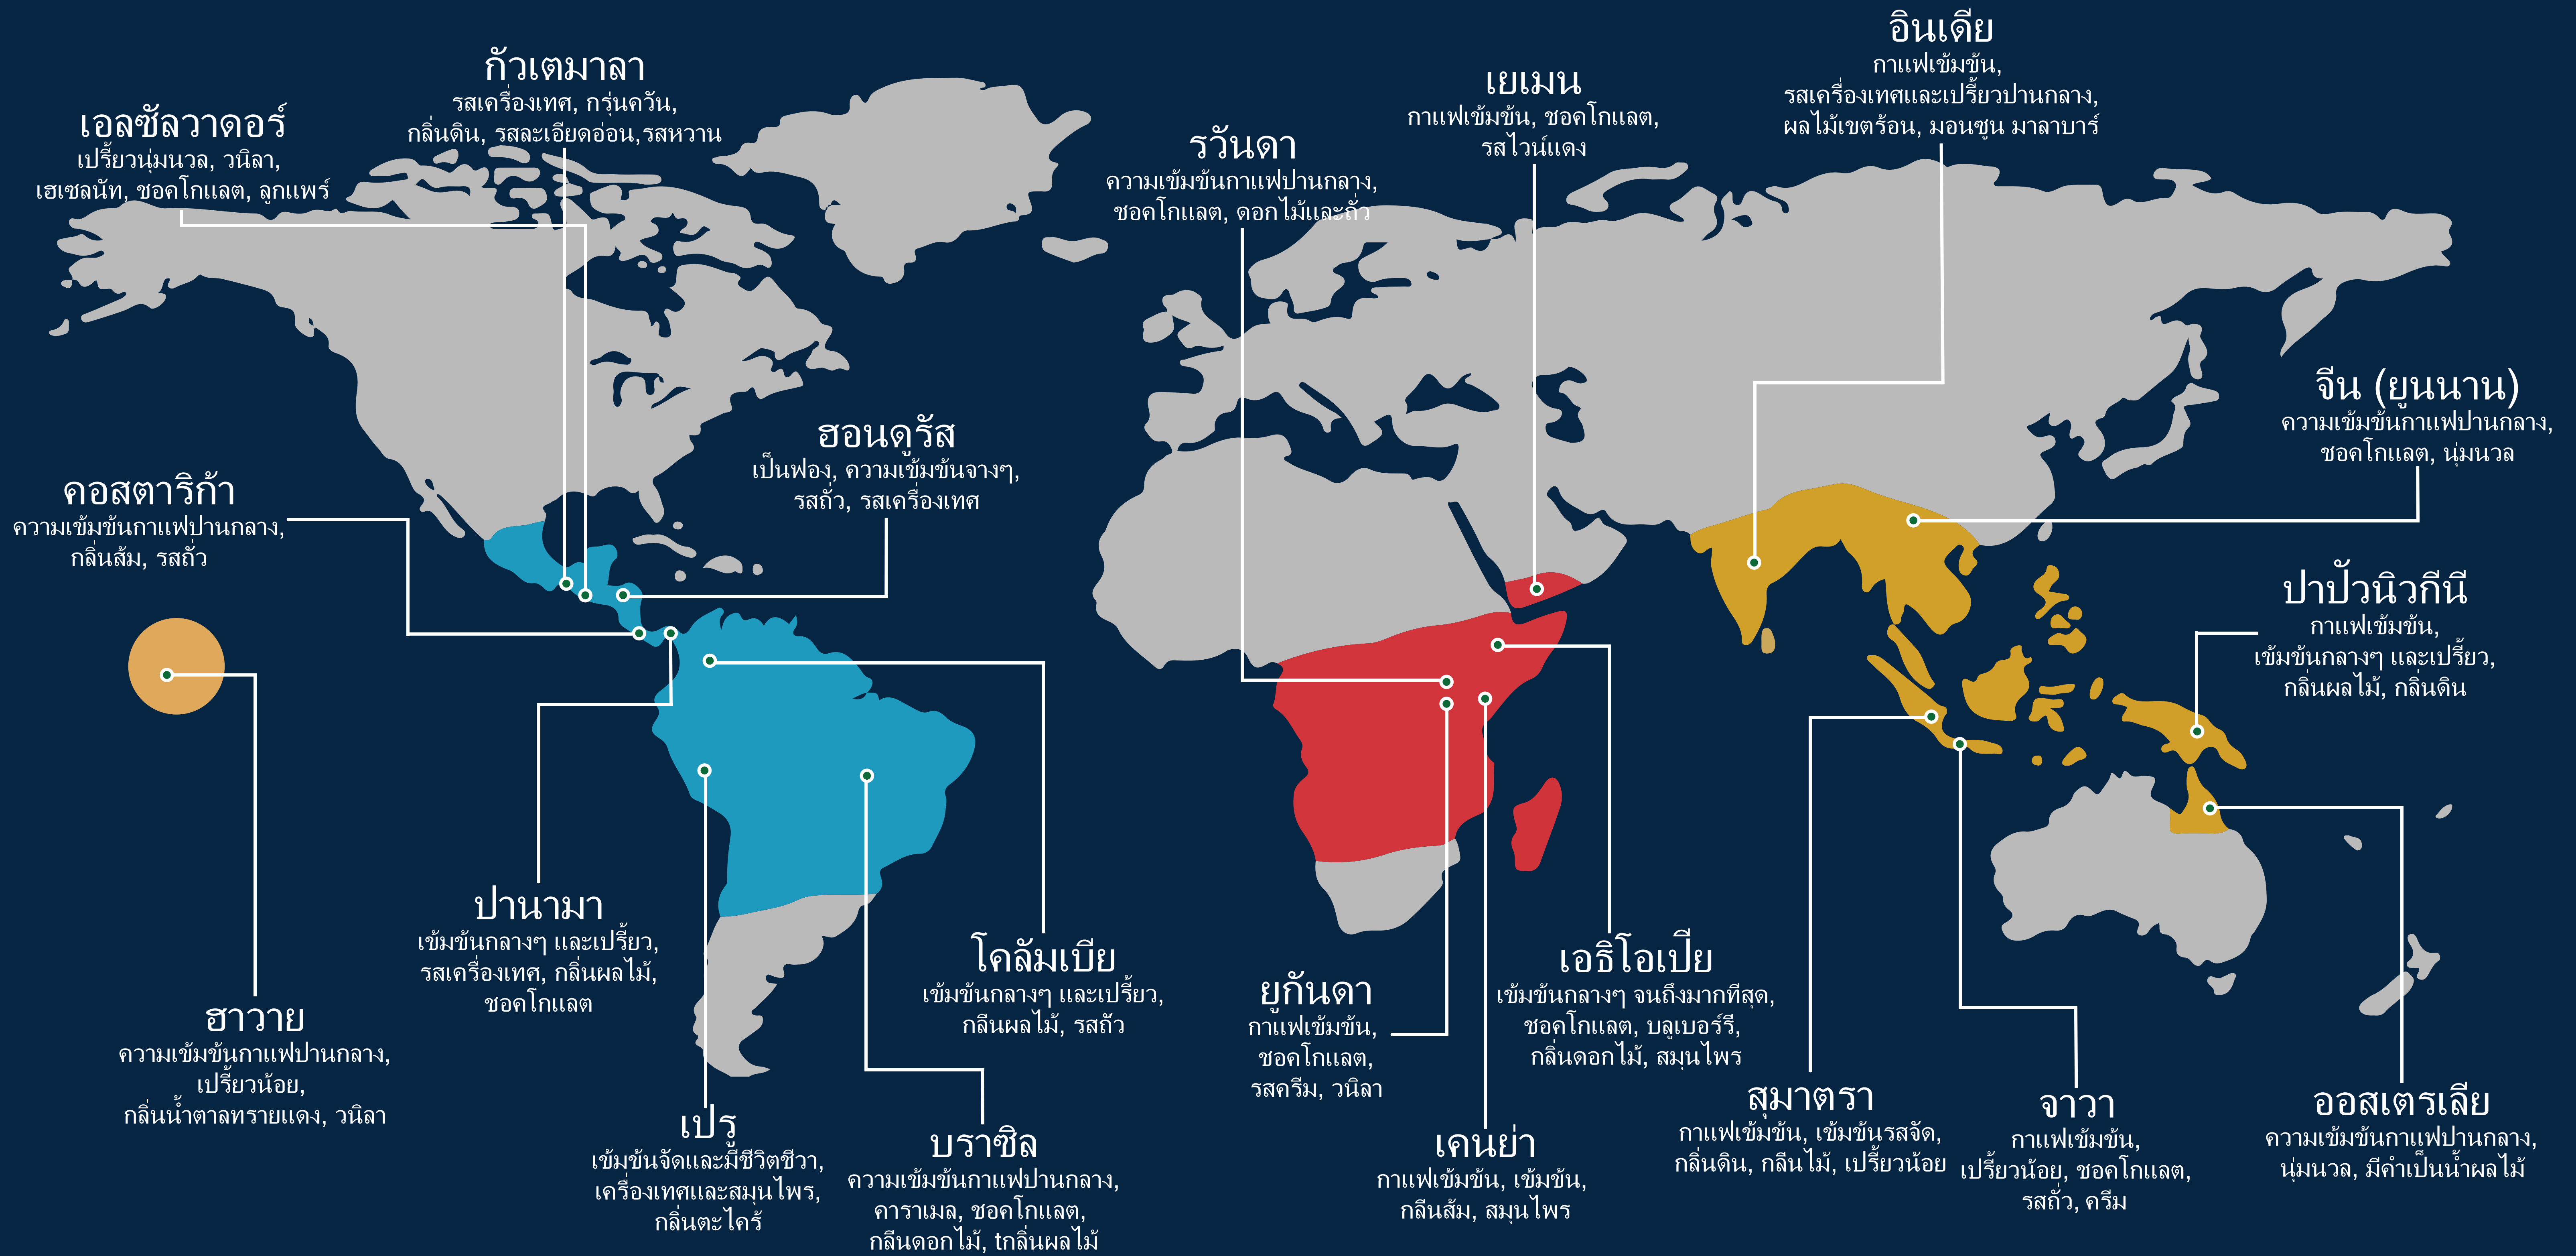 อินเดีย
กาแฟเข้มข้น,
รสเครื่องเทศและเปรี้ยวปานกลาง,
ผลไม้เขตร้อน, มอนซูน มาลาบาร์
กัวเตมาลา
รสเครื่องเทศ, กรุ่นควัน,
กลิ่นดิน, รสละเอียดอ่อน,รสหวาน
เยเมน
กาแฟเข้มข้น, ชอคโกแลต,
รสไวน์แดง
เอลซัลวาดอร์
เปรี้ยวนุ่มนวล, วนิลา,
เฮเซลนัท, ชอคโกแลต, ลูกแพร์
รวันดา
ความเข้มข้นกาแฟปานกลาง,
ชอคโกแลต, ดอกไม้และถั่ว
จีน (ยูนนาน)
ความเข้มข้นกาแฟปานกลาง,
ชอคโกแลต, นุ่มนวล
ฮอนดูรัส
เป็นฟอง, ความเข้มข้นจางๆ,
รสถั่ว, รสเครื่องเทศ
คอสตาริก้า
ความเข้มข้นกาแฟปานกลาง,
กลิ่นส้ม, รสถั่ว
ปาปัวนิวกีนี
กาแฟเข้มข้น,
เข้มข้นกลางๆ และเปรี้ยว,
กลิ่นผลไม้, กลิ่นดิน
ปานามา
เข้มข้นกลางๆ และเปรี้ยว,
รสเครื่องเทศ, กลิ่นผลไม้,
ชอคโกแลต
โคลัมเบีย
เข้มข้นกลางๆ และเปรี้ยว,
กลีนผลไม้, รสถัว
เอธิโอเปีย
เข้มข้นกลางๆ จนถึงมากทีสุด,
ชอคโกแลต, บลูเบอร์รี,
กลิ่นดอกไม้, สมุนไพร
ยูกันดา
กาแฟเข้มข้น,
ชอคโกแลต,
รสครีม, วนิลา
ฮาวาย
ความเข้มข้นกาแฟปานกลาง,
เปรี้ยวน้อย,
กลิ่นน้ำตาลทรายแดง, วนิลา
สุมาตรา
กาแฟเข้มข้น, เข้มข้นรสจัด,
กลิ่นดิน, กลีนไม้, เปรี้ยวน้อย
จาวา
กาแฟเข้มข้น,
เปรี้ยวน้อย, ชอคโกแลต,
รสถั่ว, ครีม
ออสเตรเลีย
ความเข้มข้นกาแฟปานกลาง,
นุ่มนวล, มีคำเป็นน้ำผลไม้
เปรู
เข้มข้นจัดและมีชีวิตชีวา,
เครื่องเทศและสมุนไพร,
กลิ่นตะไคร้
บราซิล
ความเข้มข้นกาแฟปานกลาง,
คาราเมล, ชอคโกแลต,
กลีนดอกไม้, tกลิ่นผลไม้
เคนย่า
กาแฟเข้มข้น, เข้มข้น,
กลีนส้ม, สมุนไพร